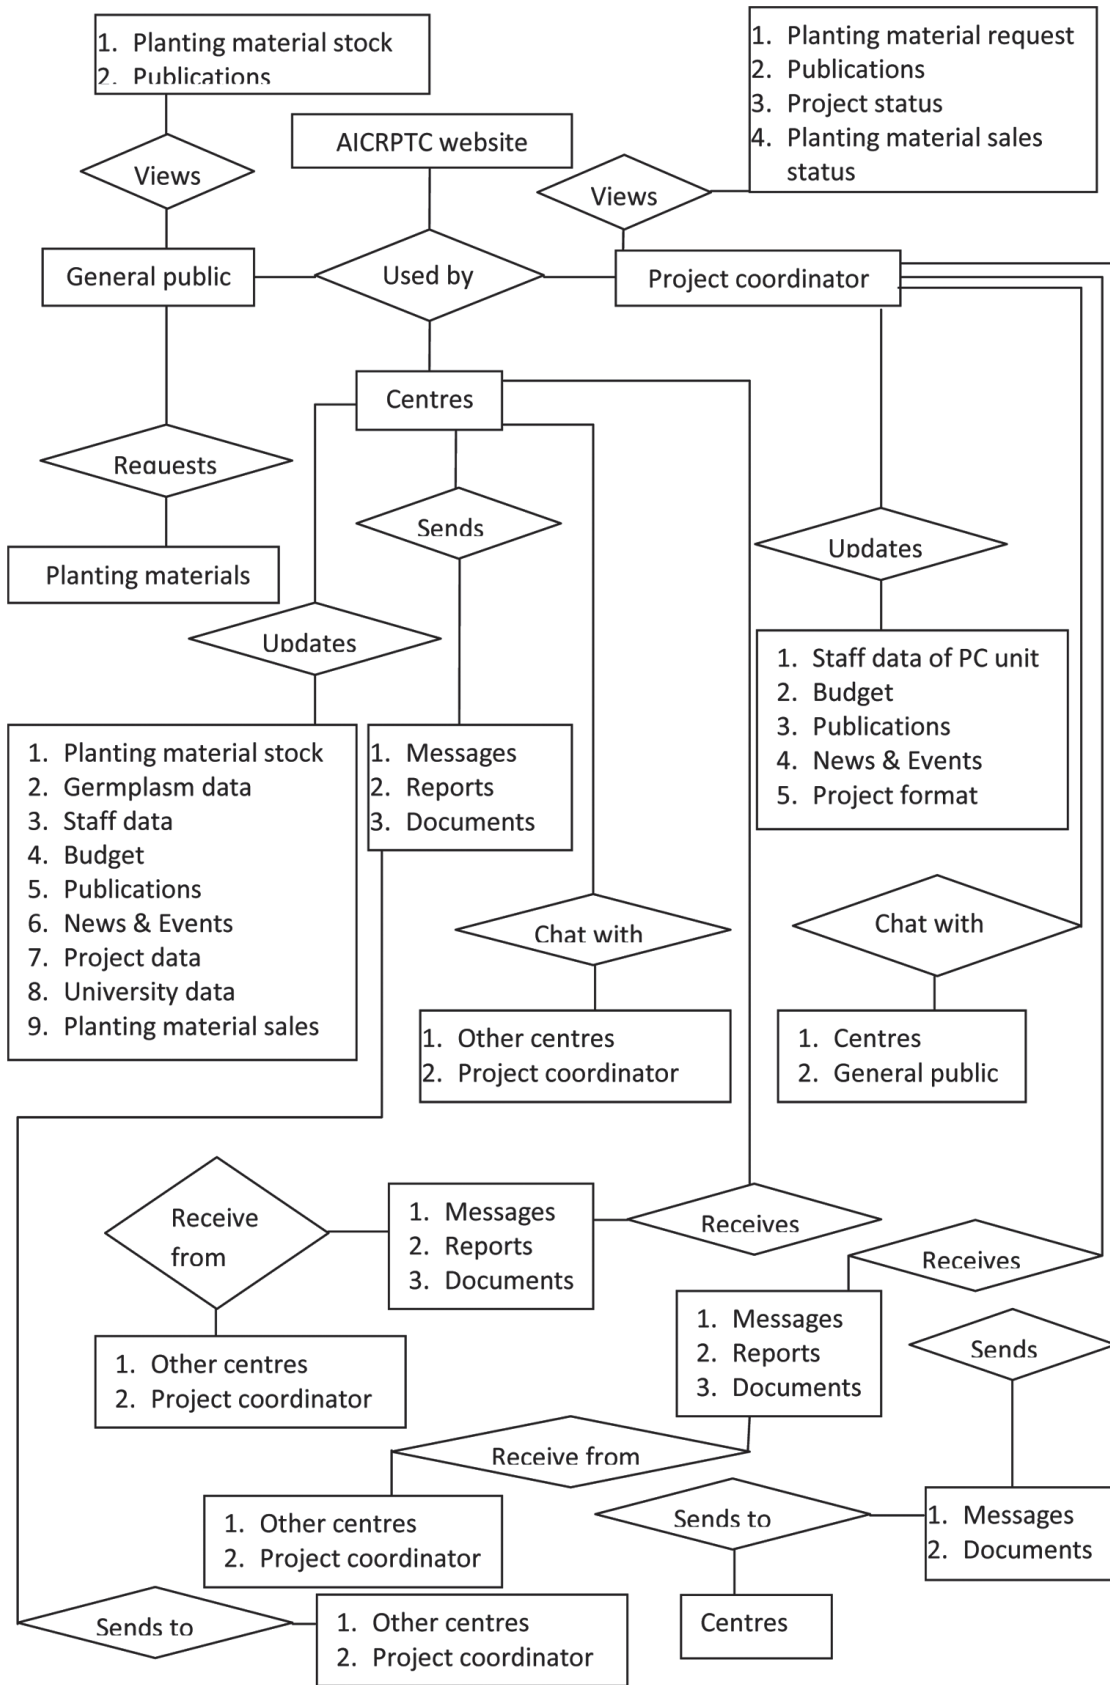 1. Planting material stock
2. Publications
1. Planting material request
2. Publications
3. Project status
4. Planting material sales
status
AICRPTC website
Views
Views
General public
Used by
Project coordinator
Centres
Requests
Sends
Updates
Planting materials
Updates
1. Staff data of PC unit
2. Budget
3. Publications
4. News & Events
5. Project format
1. Planting material stock
2. Germplasm data
3. Staff data
4. Budget
5. Publications
6. News & Events
7. Project data
8. University data
9. Planting material sales
1. Messages
2. Reports
3. Documents
Chat with
Chat with
1. Other centres
2. Project coordinator
1. Centres
2. General public
Receive
from
1. Messages
2. Reports
3. Documents
Receives
Receives
1. Messages
2. Reports
3. Documents
Sends
1. Other centres
2. Project coordinator
Receive from
1. Other centres
2. Project coordinator
Sends to
1. Messages
2. Documents
Sends to
1. Other centres
2. Project coordinator
Centres